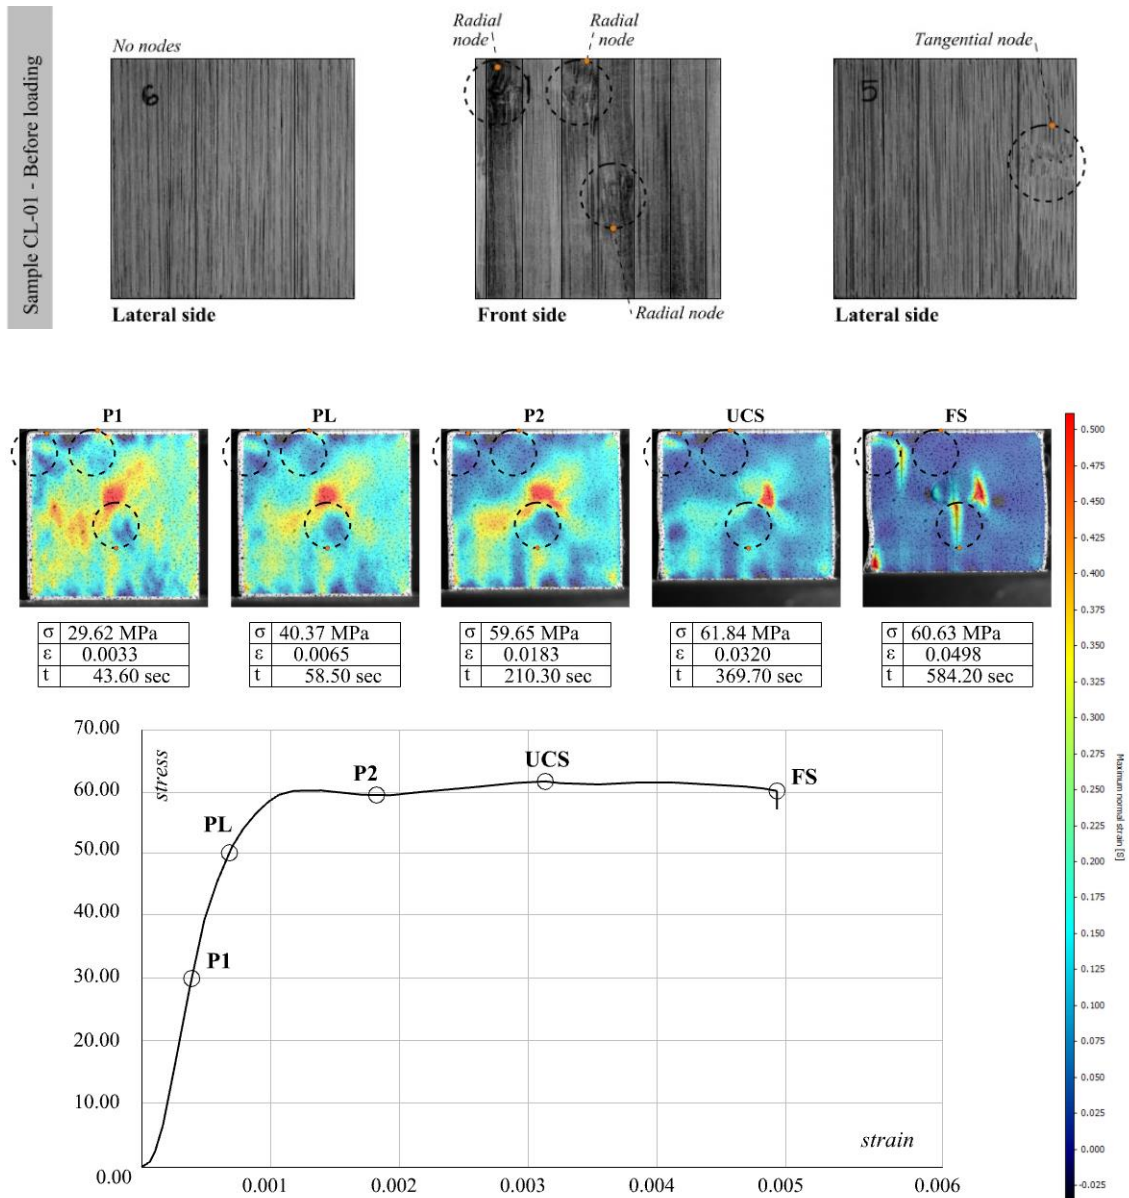 Sample CL-01 - Before loading
No nodes
6
Lateral side
Radial
node
Radial
node
Front side
Radial node
Tangential node
5
Lateral side
P1
PL
P2
UCS
FS
σ 29.62 MPa
ε 0.0033
t 43.60 sec
σ 40.37 MPa
ε 0.0065
t 58.50 sec
σ 59.65 MPa
ε 0.0183
t 210.30 sec
σ 61.84 MPa
ε 0.0320
t 369.70 sec
σ 60.63 MPa
ε 0.0498
t 584.20 sec
0.500
0.475
0.450
0.425
0.400
0.375
0.350
0.325
0.300
0.275
0.250
0.225
0.200
0.175
0.150
0.125
0.100
0.075
0.050
0.025
0.000
-0.025
Maximum normal strain [S]
70.00
60.00
50.00
40.00
30.00
20.00
10.00
0.00
stress
P1
PL
P2
UCS
FS
strain
0.001
0.002
0.003
0.004
0.005
0.006